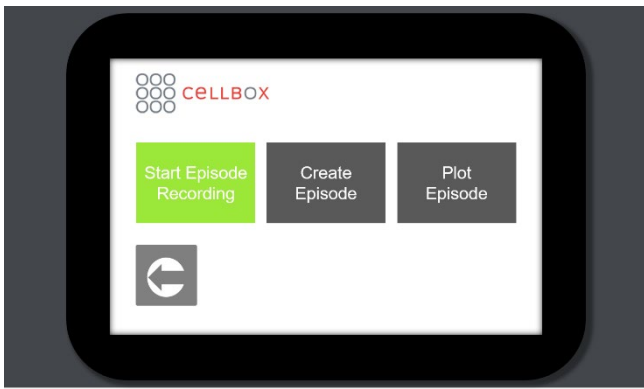 CELLBOX
Start Episode
Recording
Create
Episode
Plot
Episode